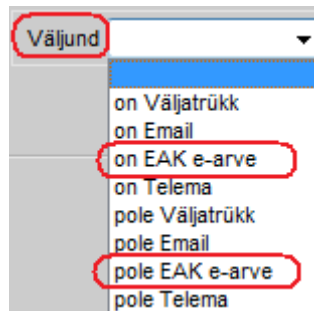 Väljund
on Väljatrükk
on Email
on EAK e-arve
on Telema
pole Väljatrükk
pole Email
pole EAK e-arve
pole Telema